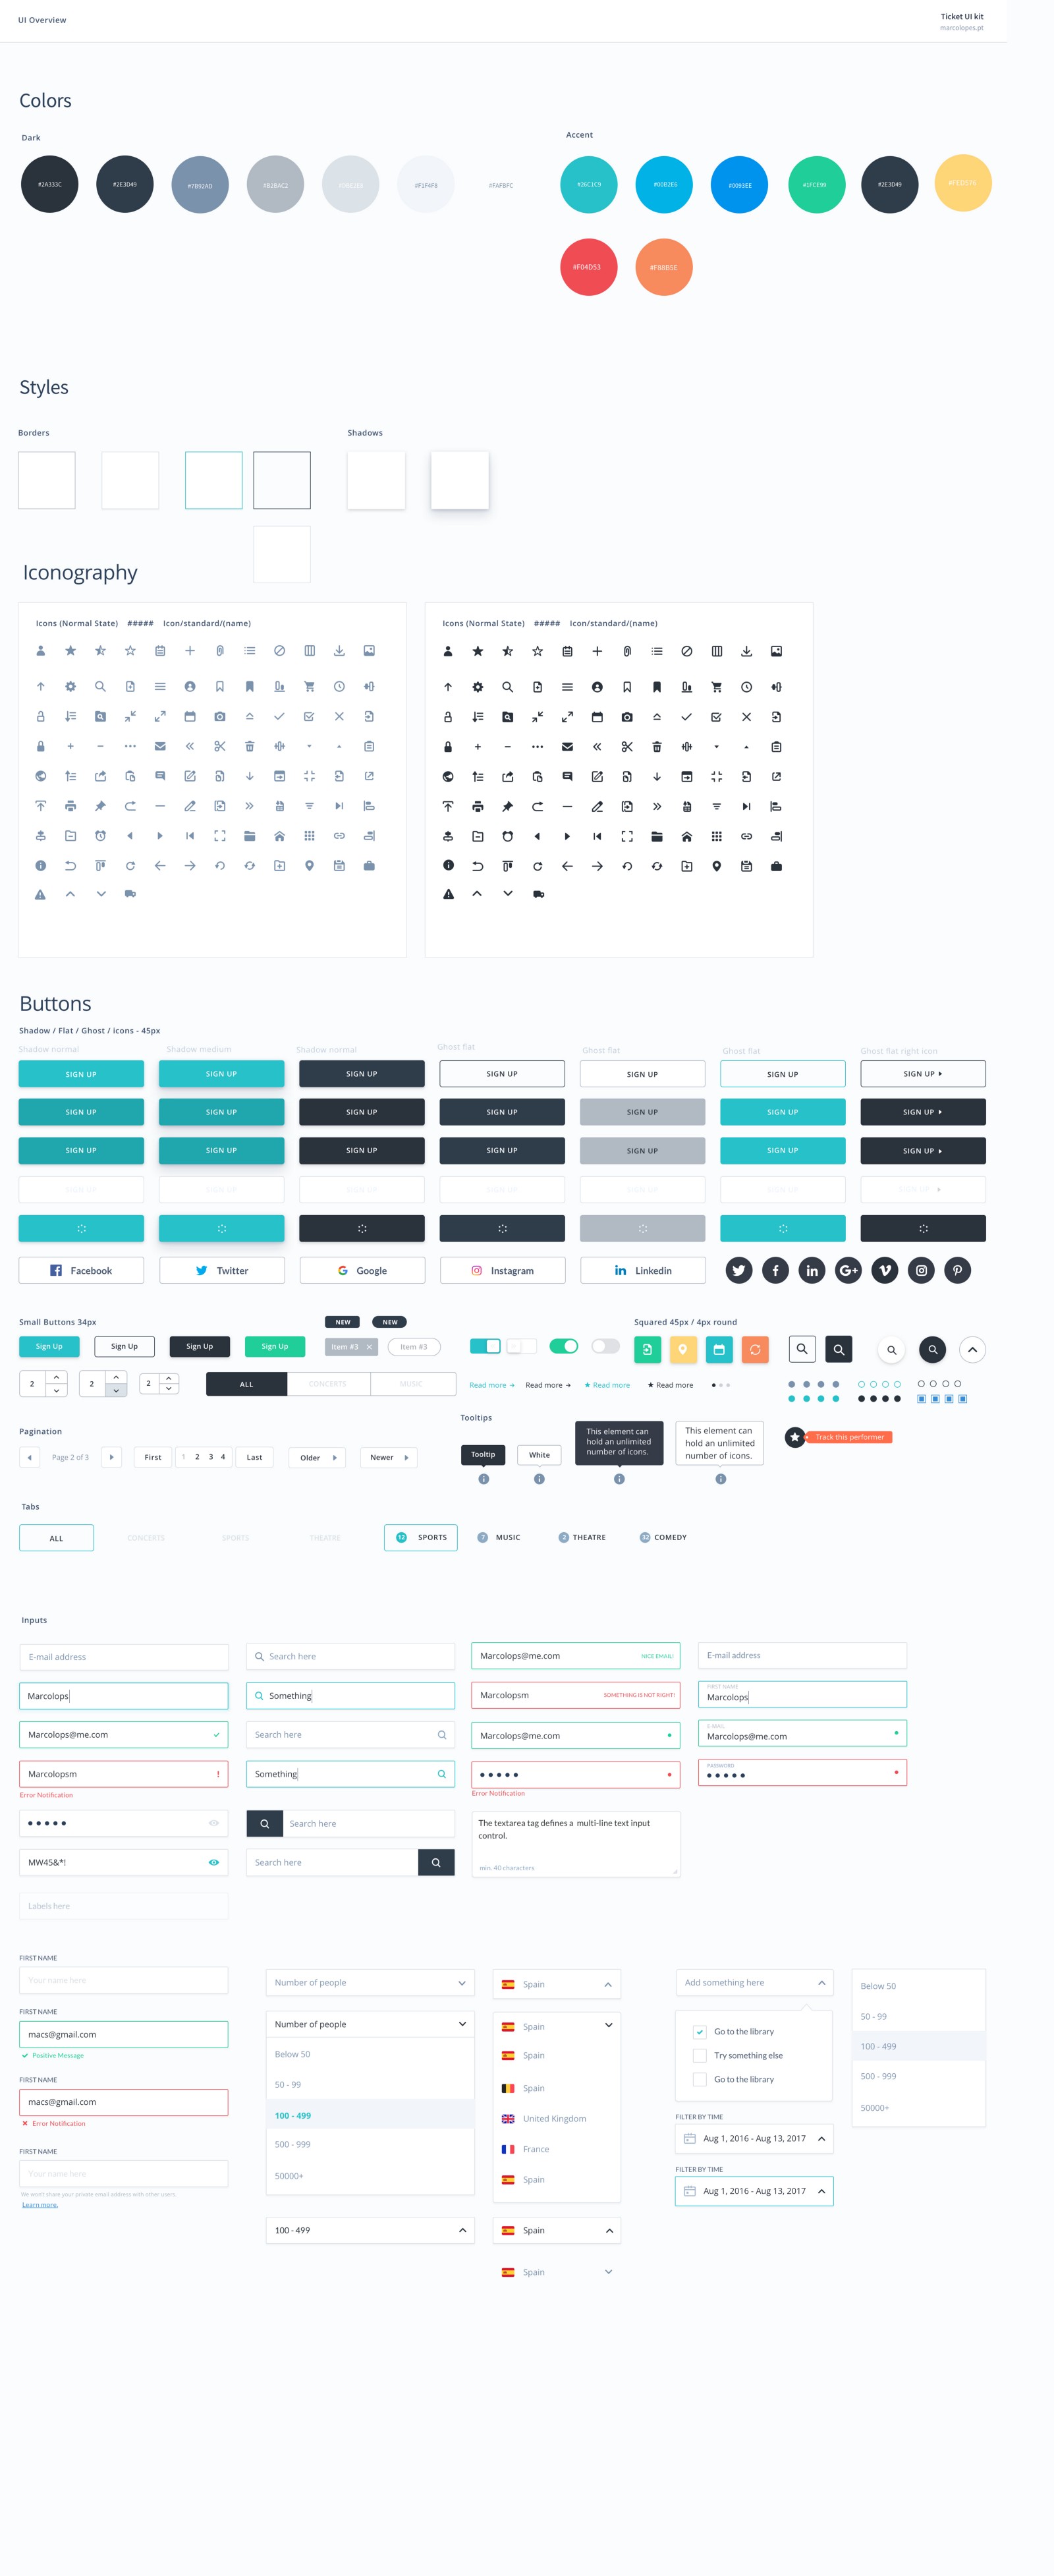 UI Overview
Ticket UI kit
marcolopes.pt
Colors
Dark
Accent
#2A333C
#2E3D49
#7B92AD
#B2BAC2
#F1F4F8
#FAFBFC
#26C1C9
#00B2E6
#0093EE
#1FCE99
#2E3D49
#F04D53
#F88B5E
Styles
Borders
Shadows
Iconography
Icons (Normal State) ##### Icon/standard/(name)
Icons (Normal State) ##### Icon/standard/(name)
Buttons
Shadow / Flat / Ghost / icons - 45px
Shadow normal
Shadow medium
Shadow normal
Ghost flat
Ghost flat
Ghost flat
Ghost flat right icon
SIGN UP SIGN UP SIGN UP SIGN UP SIGN UP SIGN UP SIGN UP
SIGN UP SIGN UP SIGN UP SIGN UP SIGN UP SIGN UP SIGN UP
SIGN UP SIGN UP SIGN UP SIGN UP SIGN UP SIGN UP SIGN UP
SIGN UP SIGN UP SIGN UP SIGN UP SIGN UP SIGN UP SIGN UP
Facebook
Twitter
Google
Instagram
Linkedin
Small Buttons 34px
NEW
NEW
Squared 45px / 4px round
Sign Up
Sign Up
Sign Up
Sign Up
Item #3
Item #3
2
2
2
ALL
CONCERTS
MUSIC
Read more
Read more
Read more
Read more
Pagination
Page 2 of 3
First
1 2 3 4
Last
Older
Newer
Tooltips
Tooltip
White
This element can
hold an unlimited
number of icons.
This element can
hold an unlimited
number of icons.
Track this performer
Tabs
ALL
CONCERTS
SPORTS
THEATRE
12 SPORTS
7 MUSIC
2 THEATRE
32 COMEDY
Inputs
E-mail address
Marcolops
Marcolops@me.com
Marcolopsm
Error Notification
MW45&*!
Labels here
Search here
Something
Search here
Something
Search here
Search here
Marcolops@me.com
NICE EMAIL!
Marcolopsm
SOMETHING IS NOT RIGHT!
Marcolops@me.com
Error Notification
The textarea tag defines a multi-line text input
control.
min. 40 characters
E-mail address
FIRST NAME
Marcolops
E-MAIL
Marcolops@me.com
PASSWORD
FIRST NAME
Your name here
FIRST NAME
macs@gmail.com
Positive Message
FIRST NAME
macs@gmail.com
Error Notification
FIRST NAME
Your name here
We won't share your private email address with other users.
Learn more.
Number of people
Number of people
Below 50
50 - 99
100 - 499
500 - 999
50000+
100 - 499
Spain
Spain
Spain
Spain
United Kingdom
France
Spain
Spain
Spain
Add something here
Go to the library
Try something else
Go to the library
FILTER BY TIME
Aug 1, 2016 - Aug 13, 2017
FILTER BY TIME
Aug 1, 2016 - Aug 13, 2017
Below 50
50 - 99
100 - 499
500 - 999
50000+